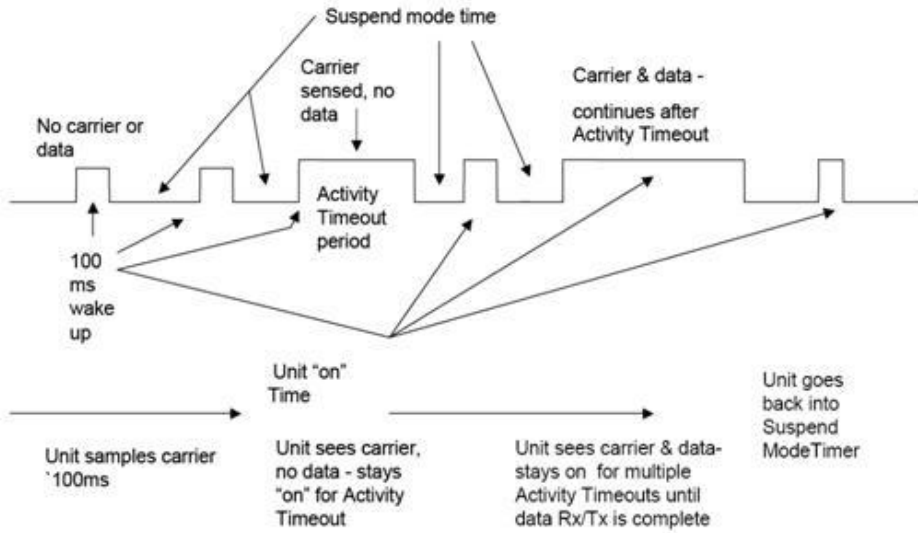 Suspend mode time
Carrier
sensed, no
data
Carrier & data -
continues after
Activity Timeout
No carrier or
data
Activity
Timeout
period
100
ms
wake
up
Unit “on”
Time
Unit goes
back into
Suspend
ModeTimer
Unit samples carrier
`100ms
Unit sees carrier,
no data - stays
“on” for Activity
Timeout
Unit sees carrier & data-
stays on for multiple
Activity Timeouts until
data Rx/Tx is complete